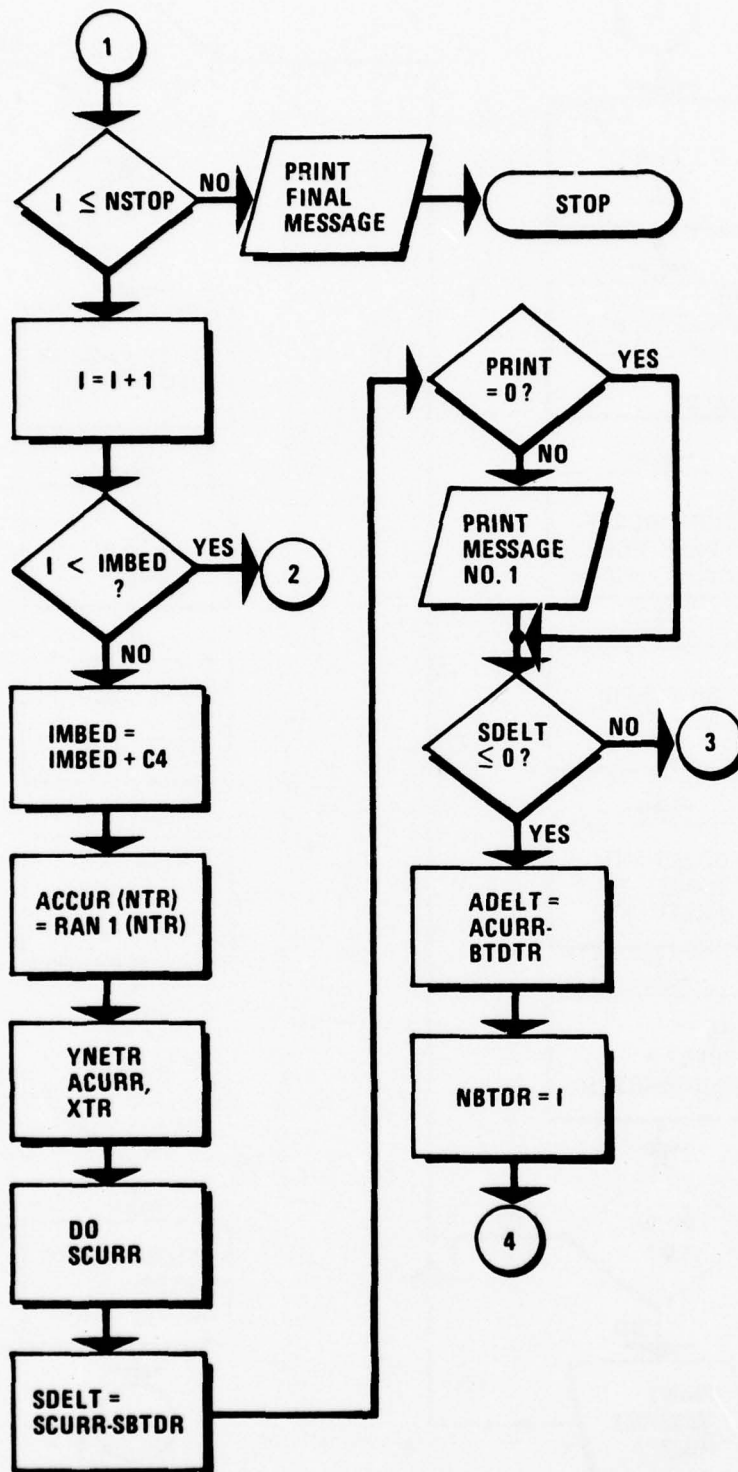 1
I ≤ NSTOP
NO
PRINT
FINAL
MESSAGE
STOP
I = I + 1
I < IMBED
?
YES
2
NO
IMBED =
IMBED + C4
ACCUR (NTR)
= RAN 1 (NTR)
YNETR
ACURR,
XTR
DO
SCURR
SDELT =
SCURR-SBTDR
PRINT
= 0 ?
YES
NO
PRINT
MESSAGE
NO. 1
SDELT
≤ 0 ?
NO
3
YES
ADELT =
ACURR-
BTDTR
NBTDR = I
4